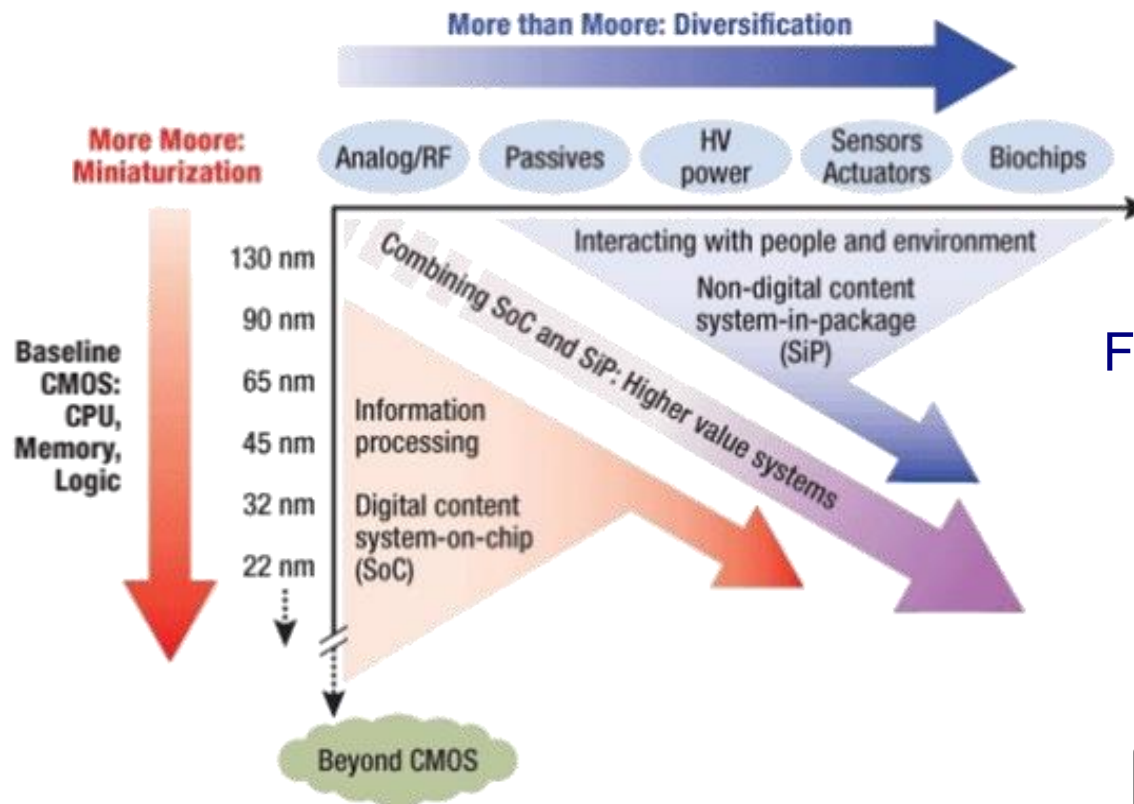 More than Moore: Diversification
More Moore:
Miniaturization
Analog/RF
Passives
HV
power
Sensors
Actuators
Biochips
Interacting with people and environment
Non-digital content
system-in-package
(SiP)
Combining SoC and SiP: Higher value systems
Baseline
CMOS:
CPU,
Memory,
Logic
130 nm
90 nm
65 nm
45 nm
32 nm
22 nm
Information
processing
Digital content
system-on-chip
(SoC)
Beyond CMOS
F